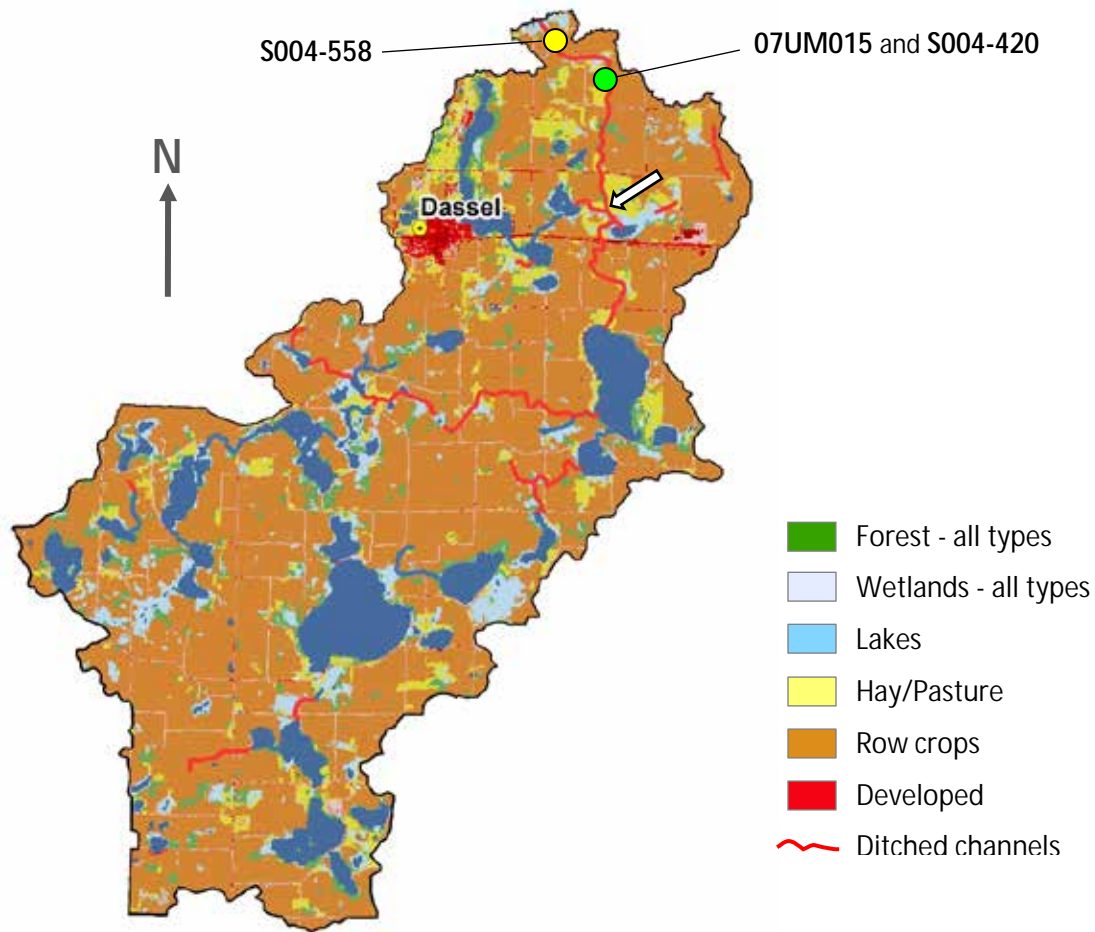 S004-558
07UM015 and S004-420
N
Dassel
Forest - all types
Wetlands - all types
Lakes
Hay/Pasture
Row crops
Developed
Ditched channels